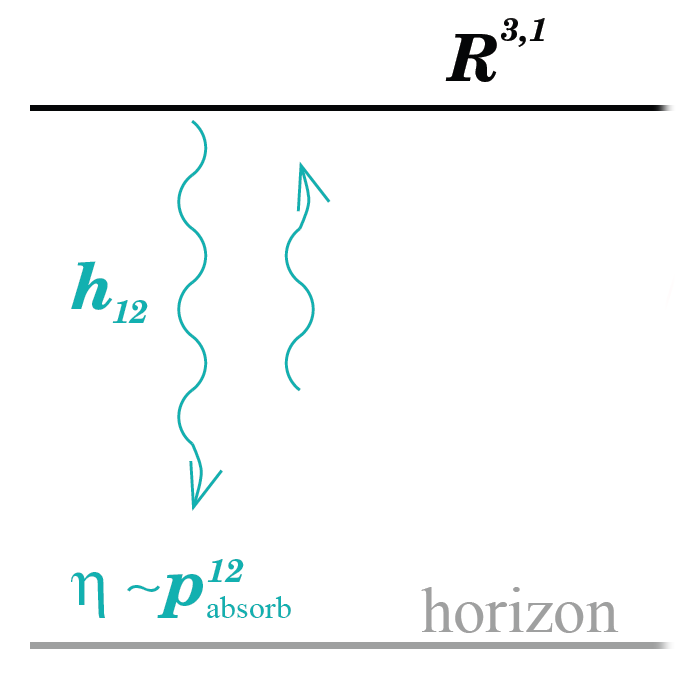 R^3,1
h_12
η ~p^12_absorb
horizon